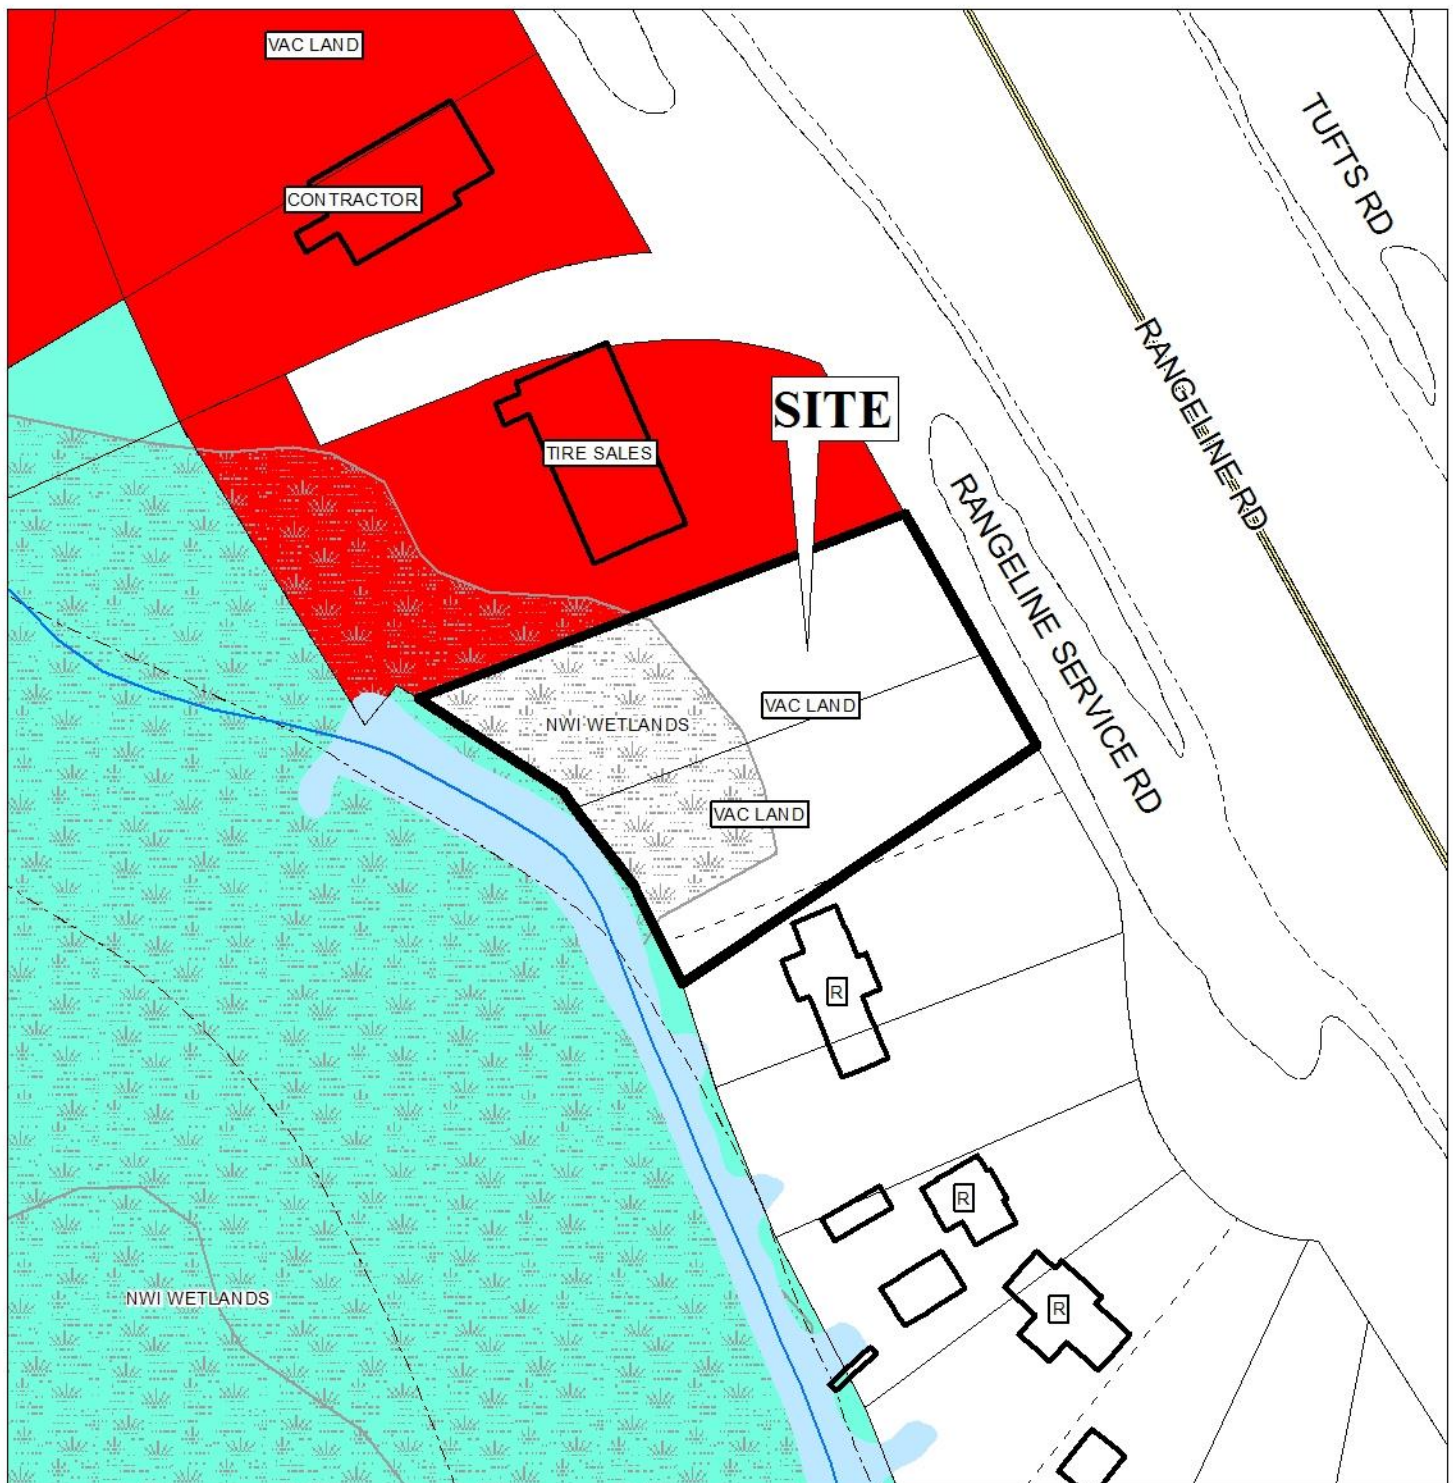 VAC LAND
TUFTS RD
CONTRACTOR
SITE
RANGELINE RD
TIRE SALES
RANGELINE SERVICE RD
VAC LAND
NWI WETLANDS
VAC LAND
R
R
NWI WETLANDS
R